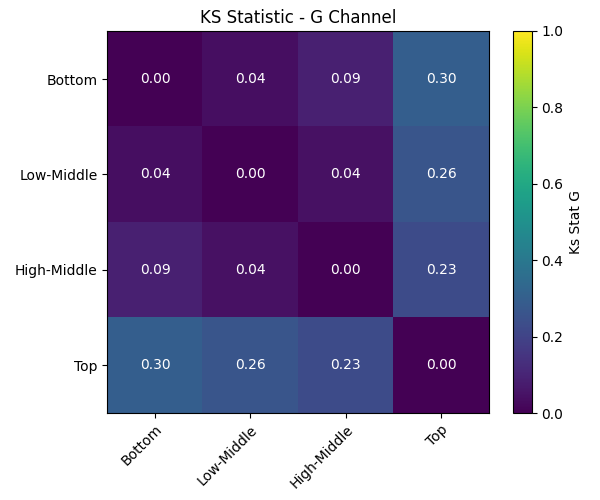 KS Statistic - G Channel
Bottom 0.00 0.04 0.09 0.30
Low-Middle 0.04 0.00 0.04 0.26
High-Middle 0.09 0.04 0.00 0.23
Top 0.30 0.26 0.23 0.00
Bottom Low-Middle High-Middle Top
1.0
0.8
0.6
0.4
0.2
0.0
Ks Stat G